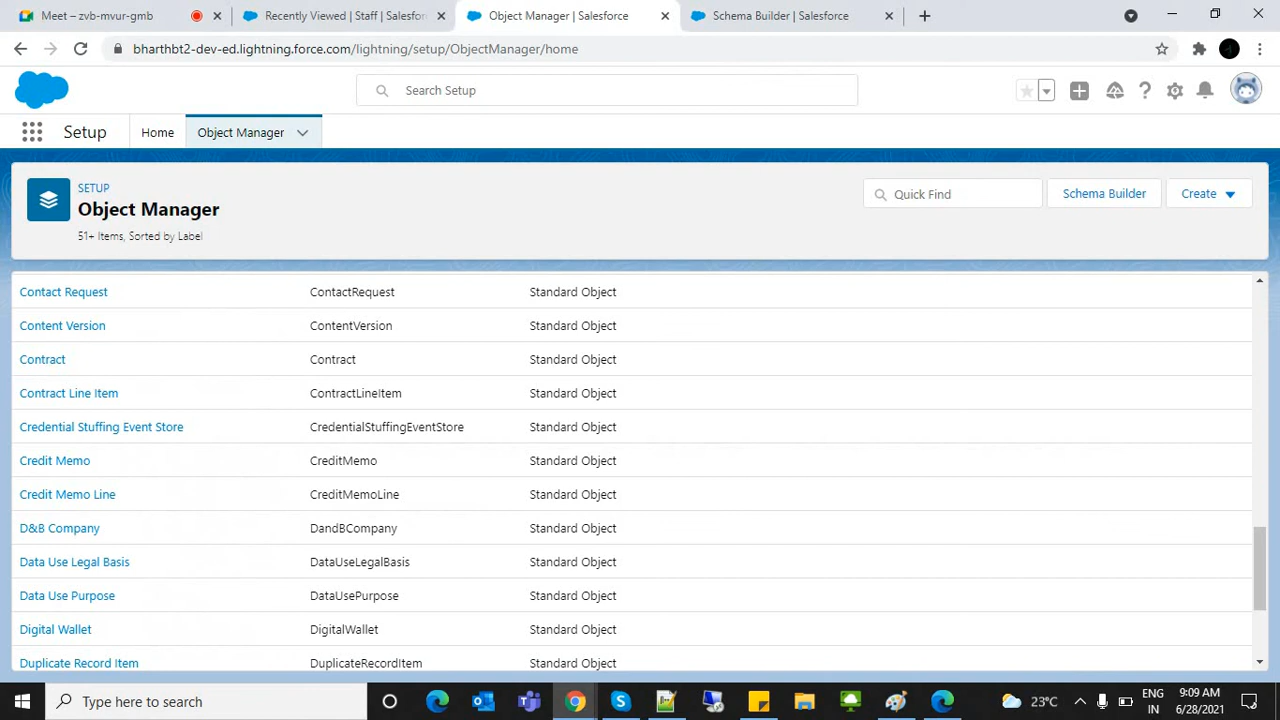 Meet – zvb-mvur-gmb
Recently Viewed | Staff | Salesfor
Object Manager | Salesforce
Schema Builder | Salesforce
bharthbt2-dev-ed.lightning.force.com/lightning/setup/ObjectManager/home
Search Setup
Setup
Home
Object Manager
SETUP
Object Manager
51+ Items, Sorted by Label
Quick Find
Schema Builder
Create
Contact Request ContactRequest Standard Object
Content Version ContentVersion Standard Object
Contract Contract Standard Object
Contract Line Item ContractLineItem Standard Object
Credential Stuffing Event Store CredentialStuffingEventStore Standard Object
Credit Memo CreditMemo Standard Object
Credit Memo Line CreditMemoLine Standard Object
D&B Company DandBCompany Standard Object
Data Use Legal Basis DataUseLegalBasis Standard Object
Data Use Purpose DataUsePurpose Standard Object
Digital Wallet DigitalWallet Standard Object
Duplicate Record Item DuplicateRecordItem Standard Object
Type here to search
23°C
ENG
IN
9:09 AM
6/28/2021